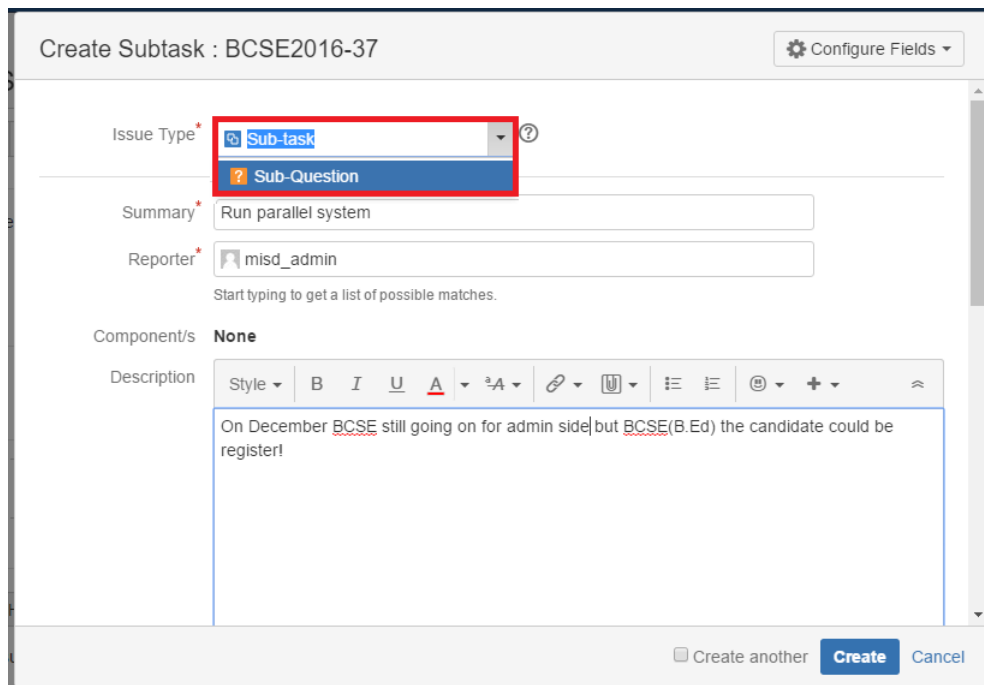 Create Subtask : BCSE2016-37
Configure Fields
Issue Type*
Sub-task
?
? Sub-Question
Summary*
Run parallel system
Reporter*
misd_admin
Start typing to get a list of possible matches.
Component/s
None
Description
Style B I U A ªA
On December BCSE still going on for admin side but BCSE(B.Ed) the candidate could be
register!
Create another
Create
Cancel